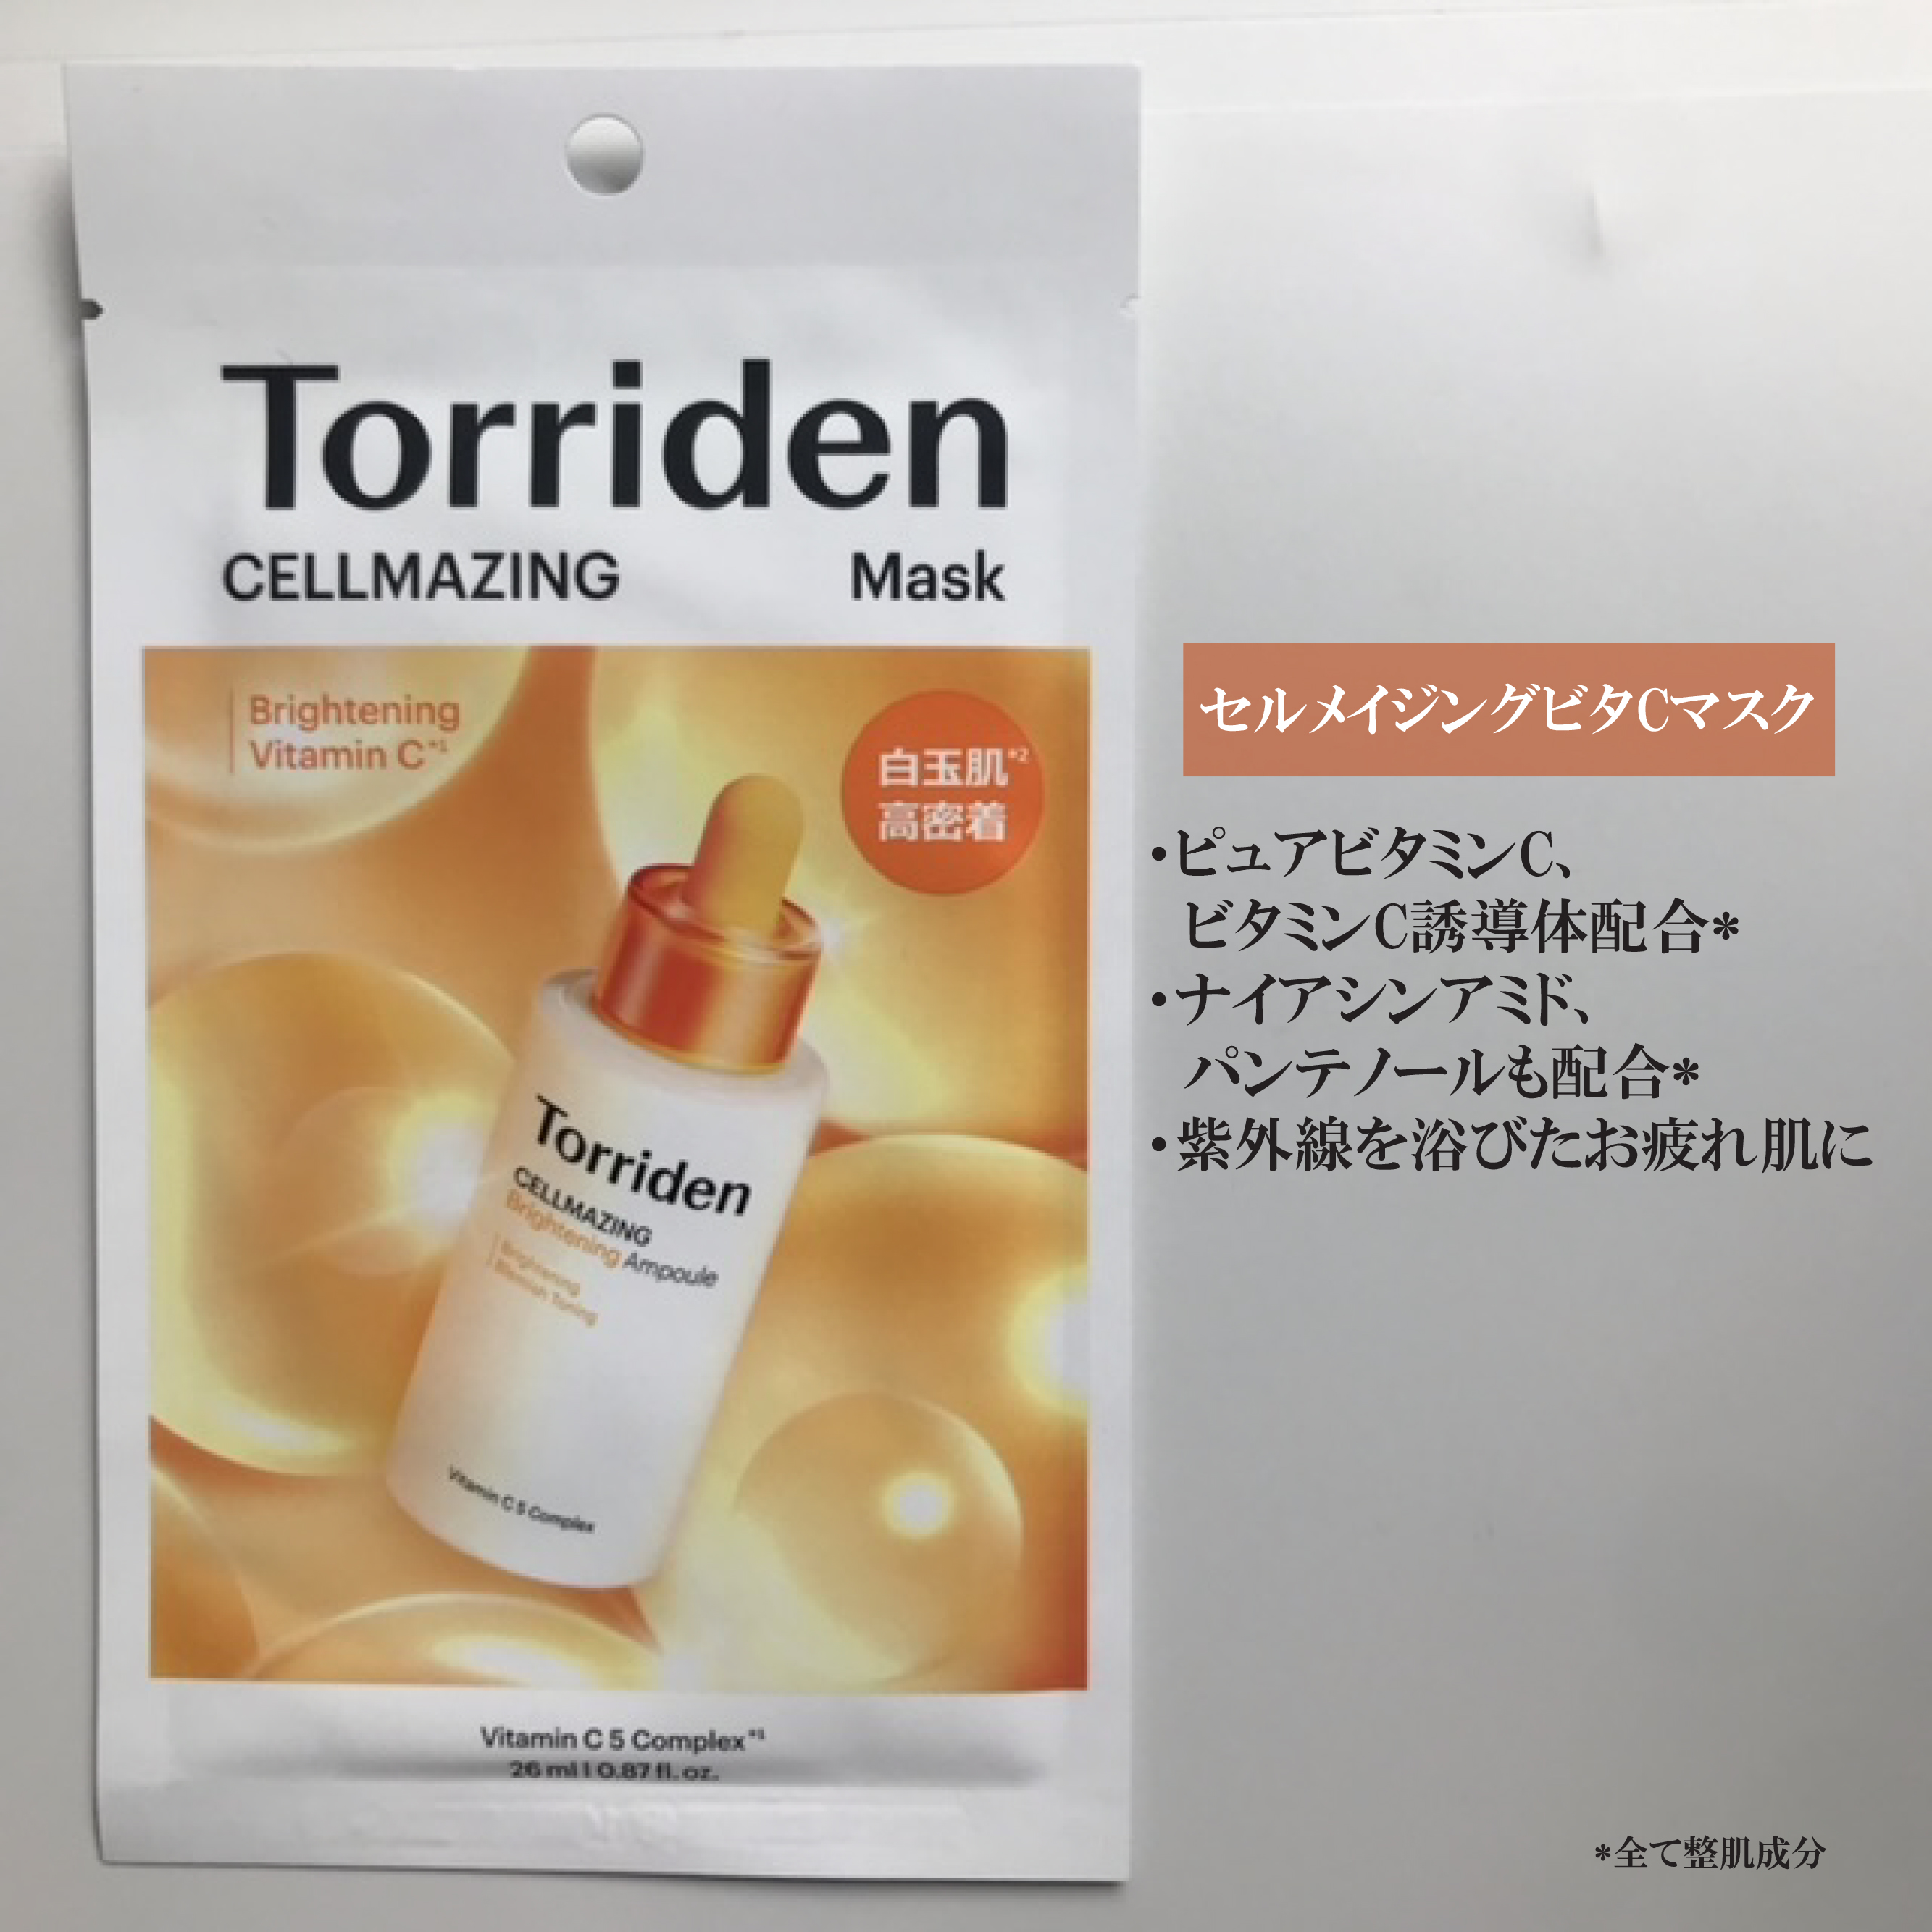 Torriden
CELLMAZING Mask
Brightening
Vitamin C*1
白玉肌*2
高密着
Torriden
CELLMAZING
Brightening Ampoule
Brightening
Blemish Toning
Vitamin C 5 Complex
Vitamin C 5 Complex*1
26 ml | 0.87 fl. oz.
セルメイジングビタCマスク
・ピュアビタミンC、
ビタミンC誘導体配合*
・ナイアシンアミド、
パンテノールも配合*
・紫外線を浴びたお疲れ肌に
*全て整肌成分